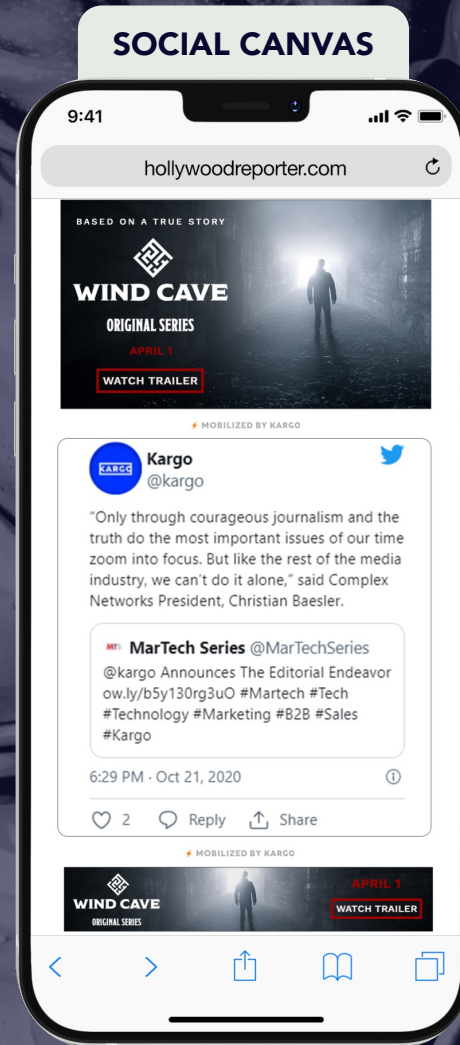 SOCIAL CANVAS
9:41
hollywoodreporter.com
BASED ON A TRUE STORY
WIND CAVE
ORIGINAL SERIES
APRIL 1
WATCH TRAILER
MOBILIZED BY KARGO
KARGO
Kargo
@kargo
“Only through courageous journalism and the
truth do the most important issues of our time
zoom into focus. But like the rest of the media
industry, we can’t do it alone,” said Complex
Networks President, Christian Baesler.
MTS MarTech Series @MarTechSeries
@kargo Announces The Editorial Endeavor
ow.ly/b5y130rg3uO #Martech #Tech
#Technology #Marketing #B2B #Sales
#Kargo
6:29 PM · Oct 21, 2020
2 Reply Share
MOBILIZED BY KARGO
WIND CAVE
ORIGINAL SERIES
APRIL 1
WATCH TRAILER